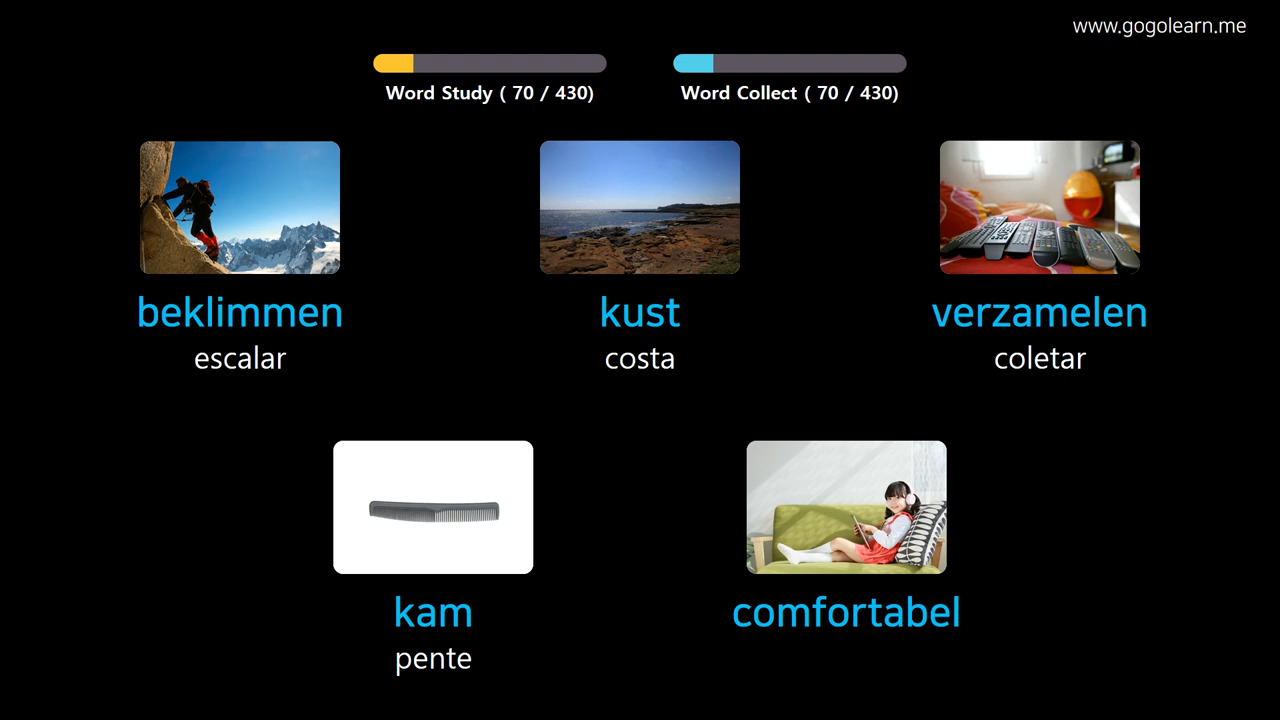 www.gogolearn.me
Word Study ( 70 / 430)
Word Collect ( 70 / 430)
beklimmen
escalar
kust
costa
verzamelen
coletar
kam
pente
comfortabel